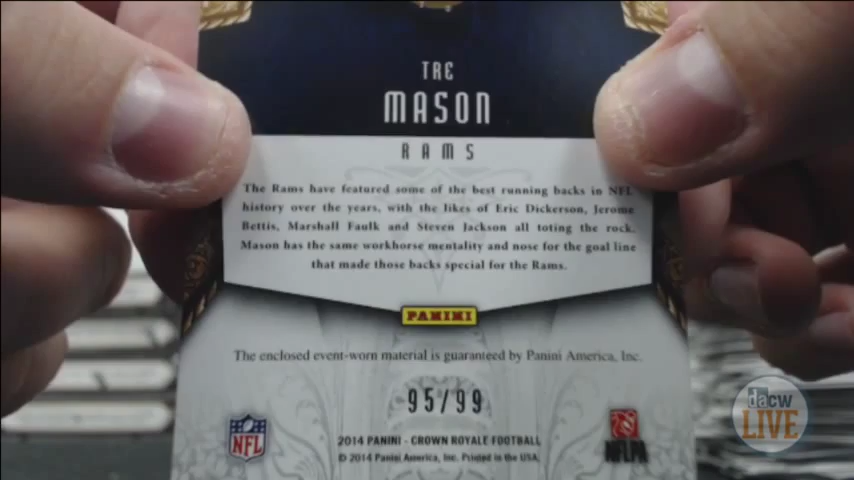 TRE
MASON
RAMS
The Rams have featured some of the best running backs in NFL
history over the years, with the likes of Eric Dickerson, Jerome
Bettis, Marshall Faulk and Steven Jackson all toting the rock.
Mason has the same workhorse mentality and nose for the goal line
that made those backs special for the Rams.
PANINI
The enclosed event-worn material is guaranteed by Panini America, Inc.
95/99
NFL
2014 PANINI - CROWN ROYALE FOOTBALL
© 2014 Panini America, Inc. Printed in the USA.
NFLPA
dacw
LIVE